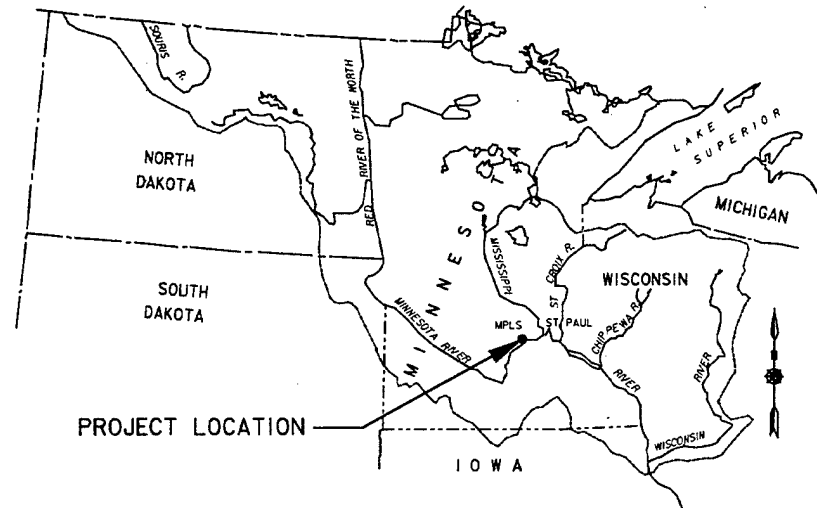 SOURIS R.
RED RIVER OF THE NORTH
NORTH
DAKOTA
SOUTH
DAKOTA
MINNESOTA
MINNESOTA RIVER
MISSISSIPPI
RIVER
ST CROIX R.
LAKE
SUPERIOR
MICHIGAN
WISCONSIN
CHIPPEWA R.
MPLS
ST PAUL
WISCONSIN
RIVER
PROJECT LOCATION
IOWA